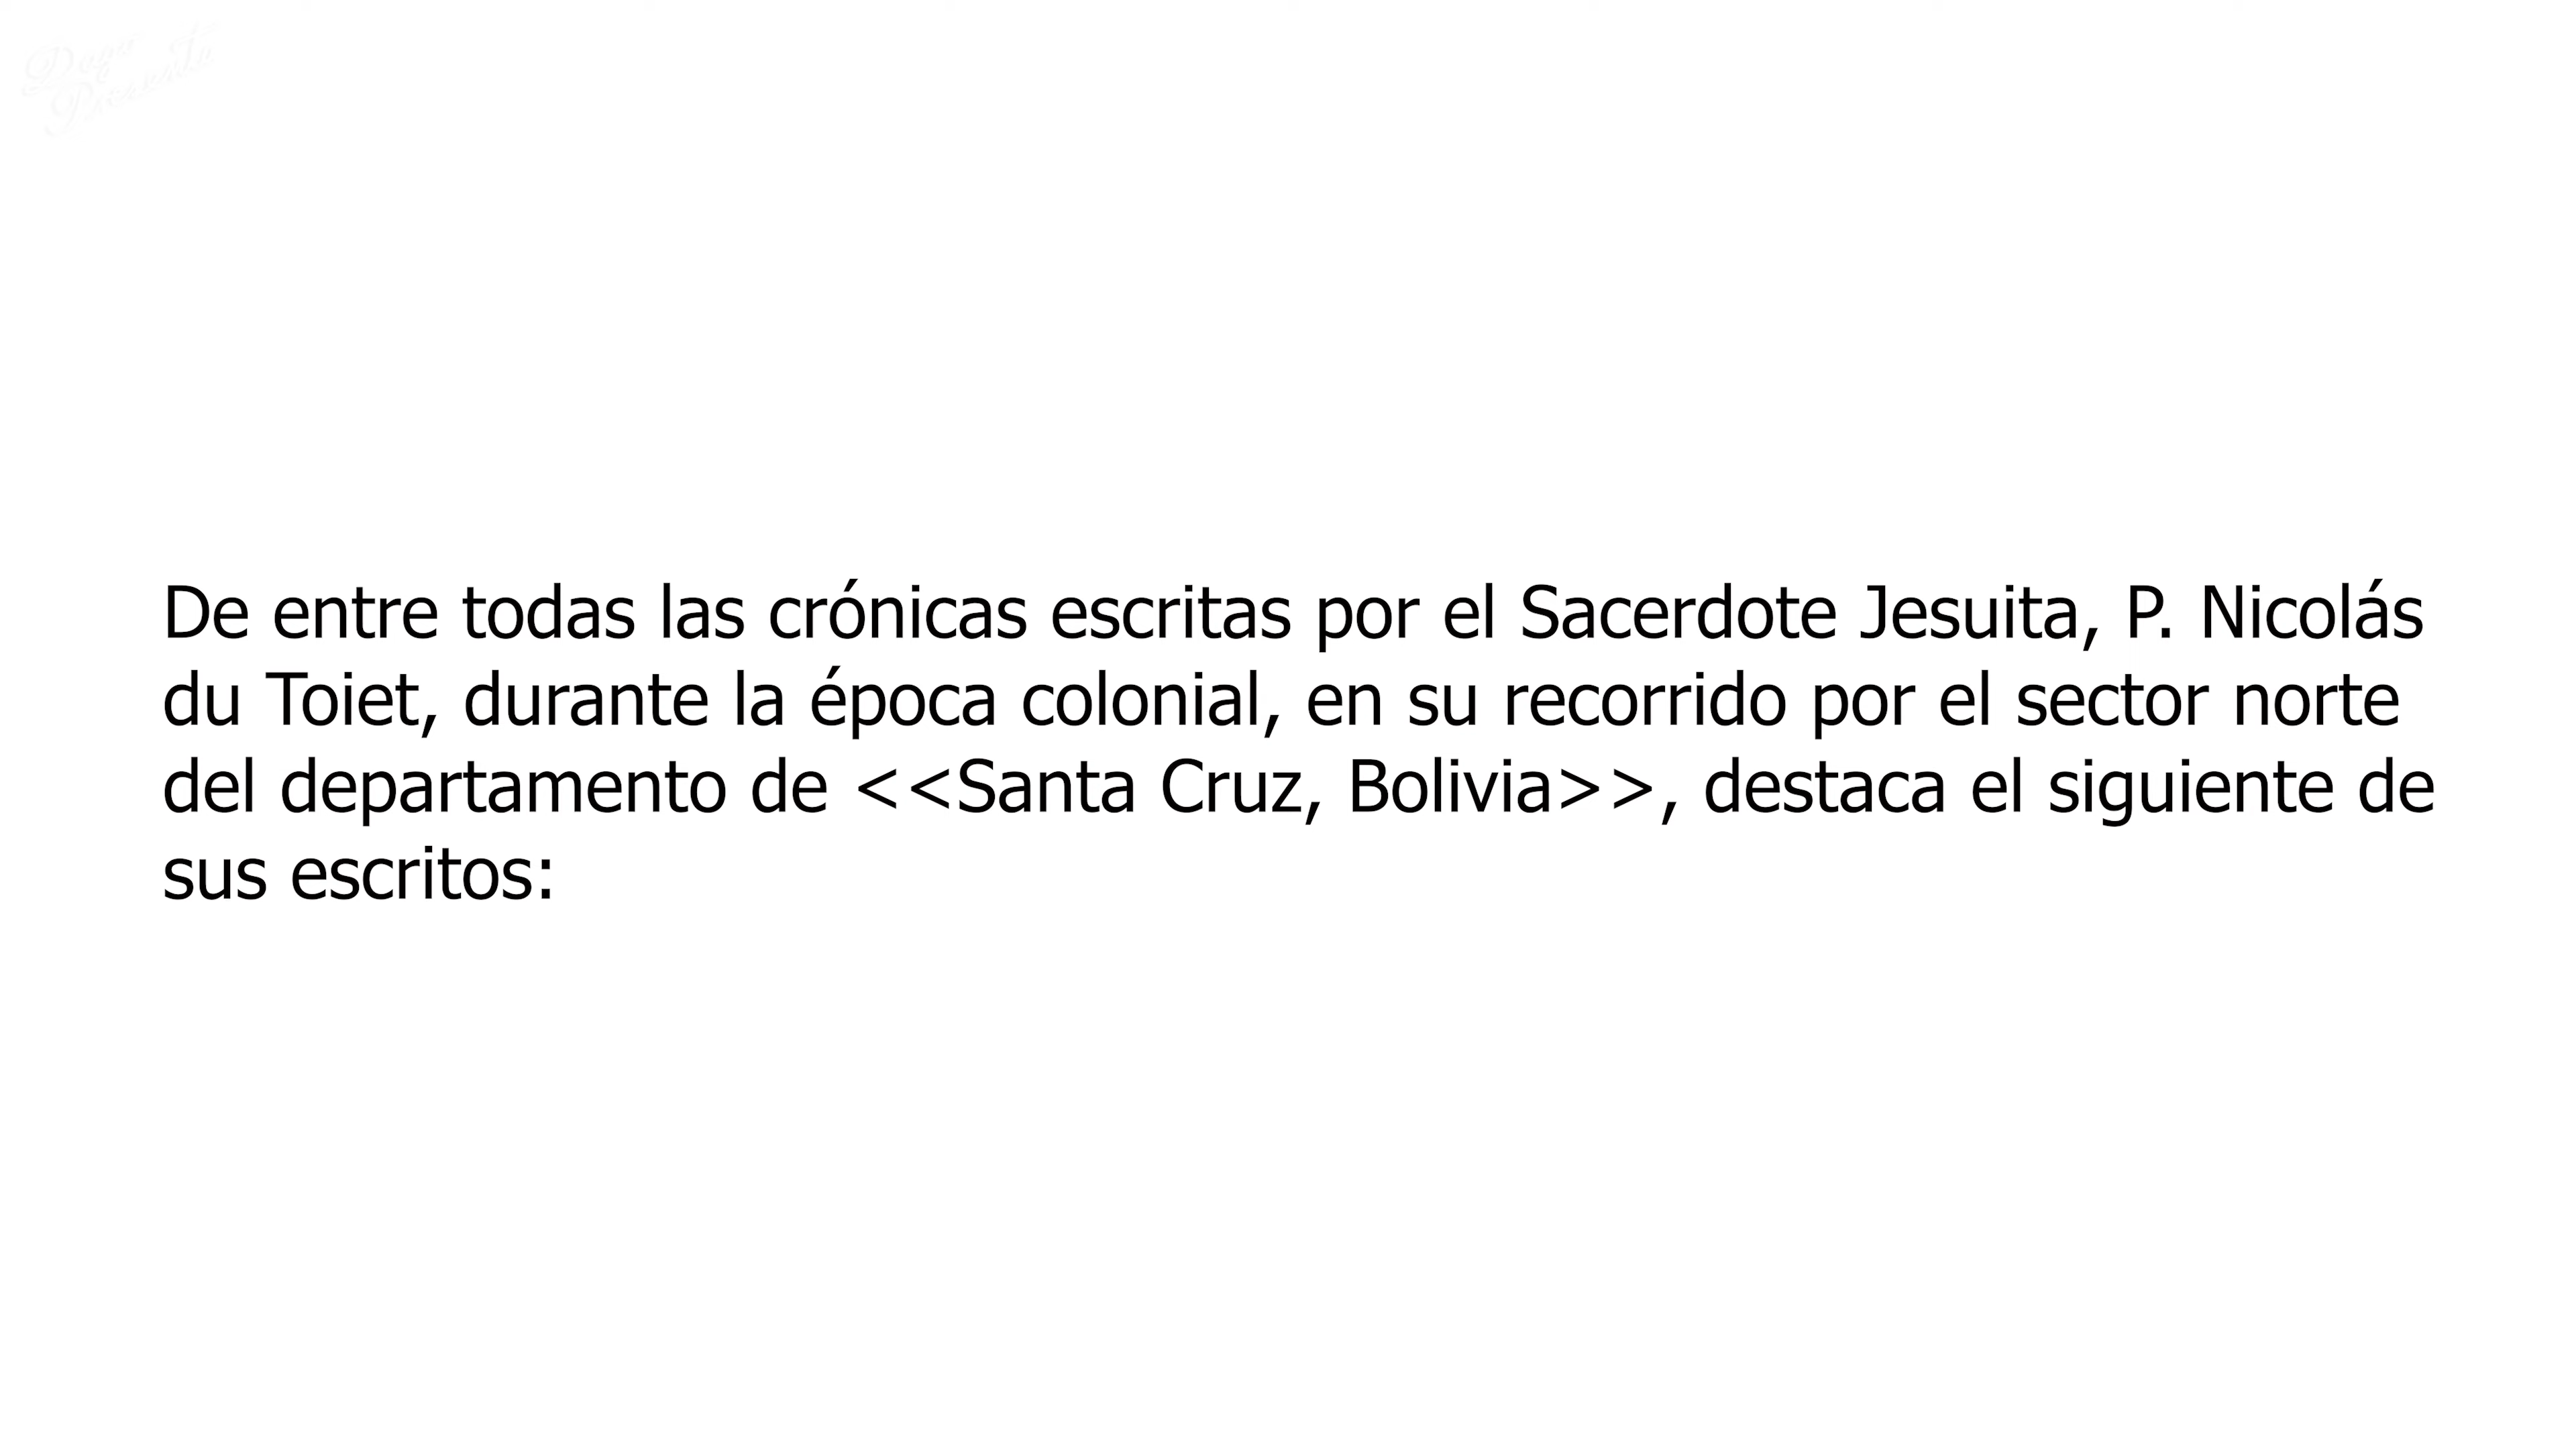 De entre todas las crónicas escritas por el Sacerdote Jesuita, P. Nicolás
du Toiet, durante la época colonial, en su recorrido por el sector norte
del departamento de <<Santa Cruz, Bolivia>>, destaca el siguiente de
sus escritos: